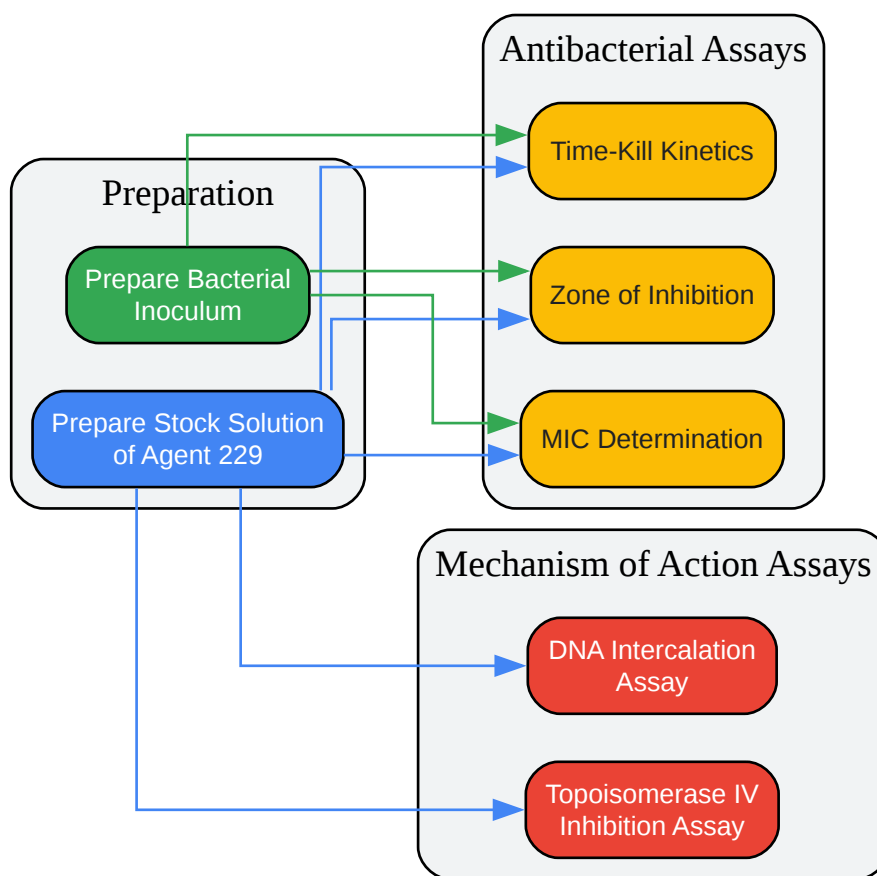 Preparation
Prepare Bacterial
Inoculum
Prepare Stock Solution
of Agent 229
Antibacterial Assays
Time-Kill Kinetics
Zone of Inhibition
MIC Determination
Mechanism of Action Assays
DNA Intercalation
Assay
Topoisomerase IV
Inhibition Assay